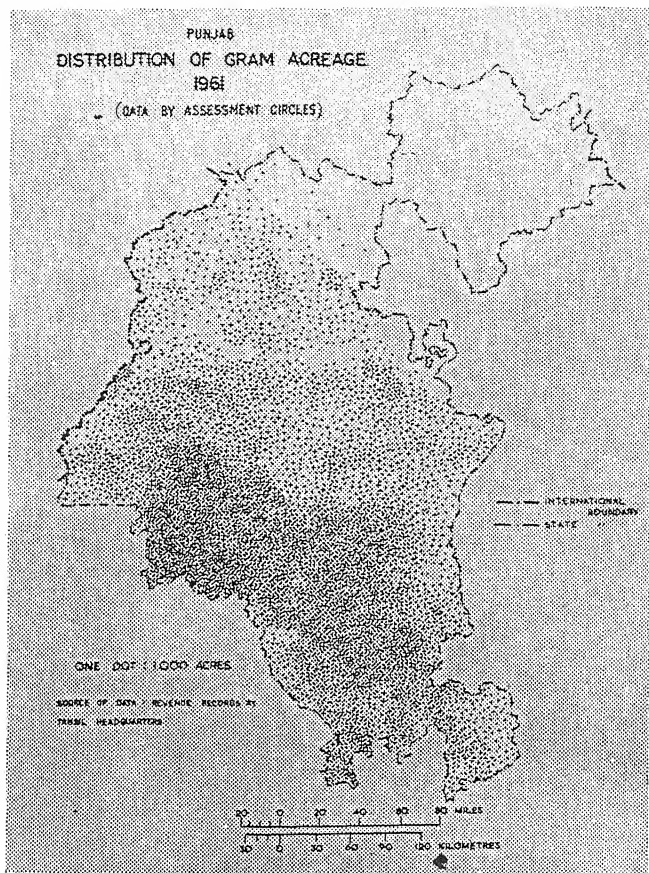 PUNJAB
DISTRIBUTION OF GRAM ACREAGE
1961
(DATA BY ASSESSMENT CIRCLES)
INTERNATIONAL
BOUNDARY
STATE "
ONE DOT : 1,000 ACRES
SOURCE OF DATA : REVENUE RECORDS AT
TAHSIL HEADQUARTERS
20 0 20 40 60 80 MILES
30 0 30 60 90 120 KILOMETRES